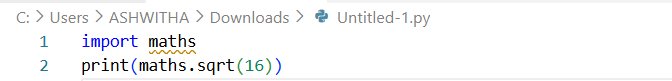 C: > Users > ASHWITHA > Downloads > Untitled-1.py
1 import maths
2 print(maths.sqrt(16))